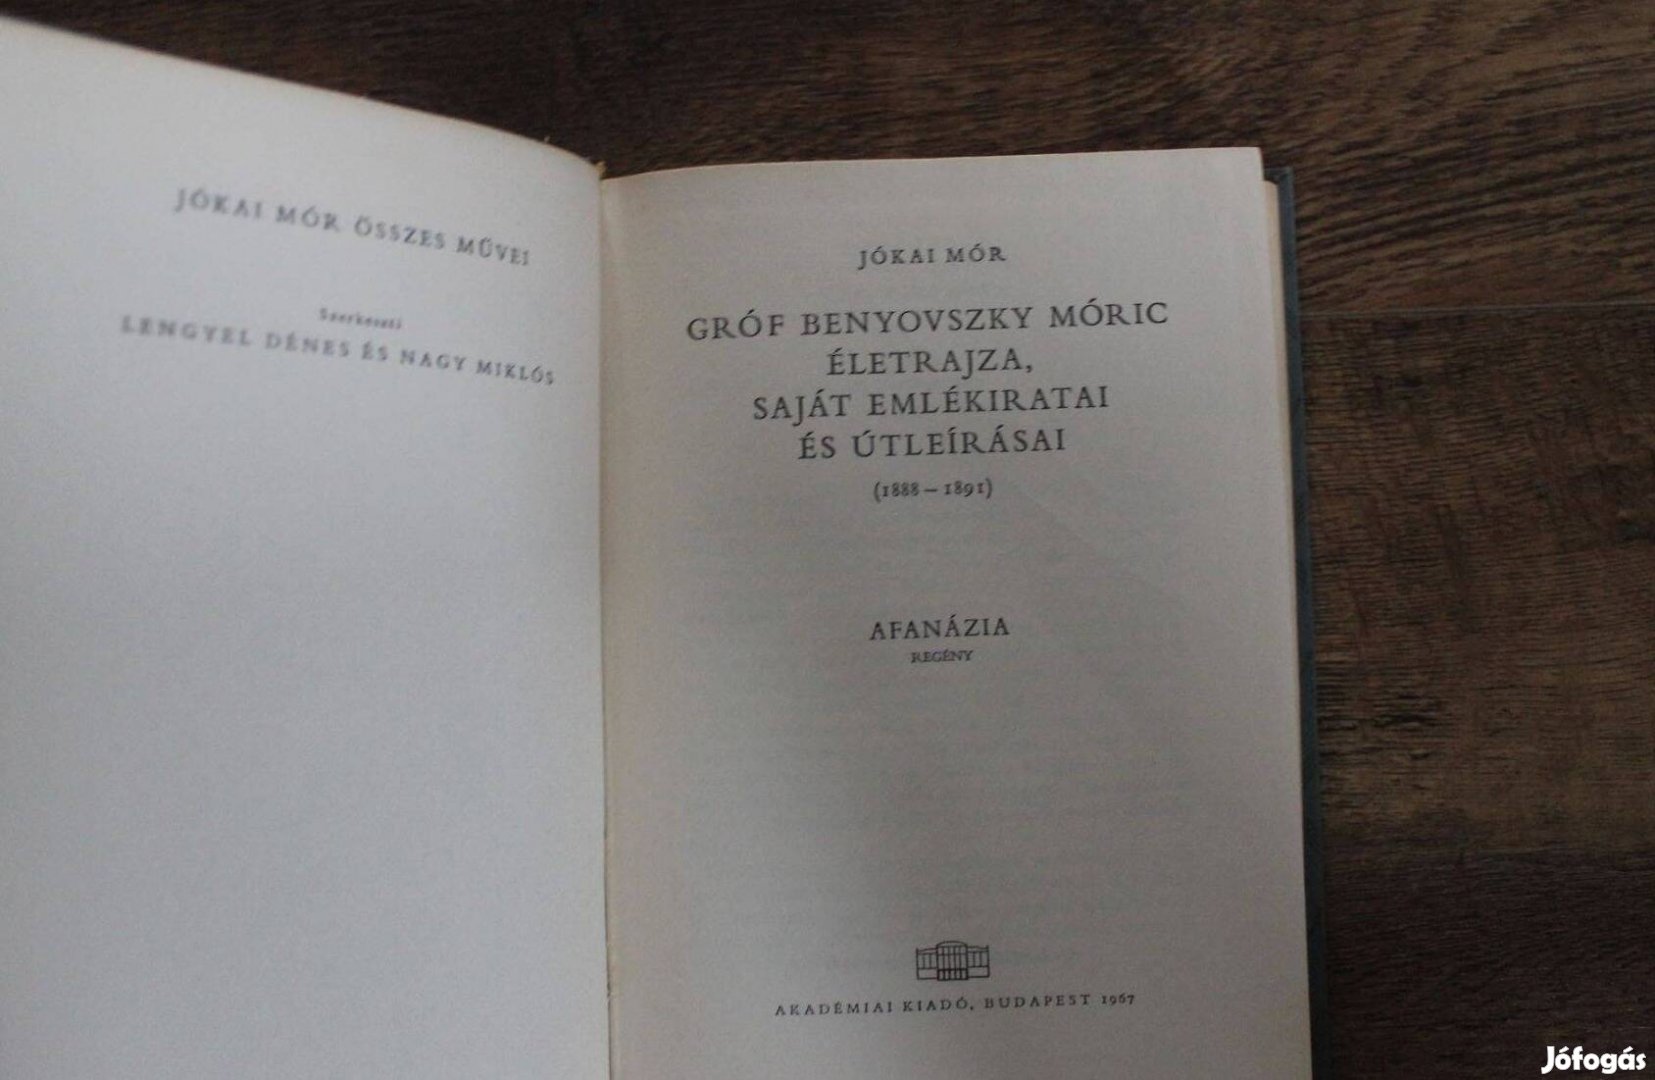 JÓKAI MÓR ÖSSZES MŰVEI
Szerkeszti
LENGYEL DÉNES ÉS NAGY MIKLÓS
JÓKAI MÓR
GRÓF BENYOVSZKY MÓRIC
ÉLETRAJZA,
SAJÁT EMLÉKIRATAI
ÉS ÚTLEÍRÁSAI
(1888 – 1891)
AFANÁZIA
REGÉNY
AKADÉMIAI KIADÓ, BUDAPEST 1967
Jófogás